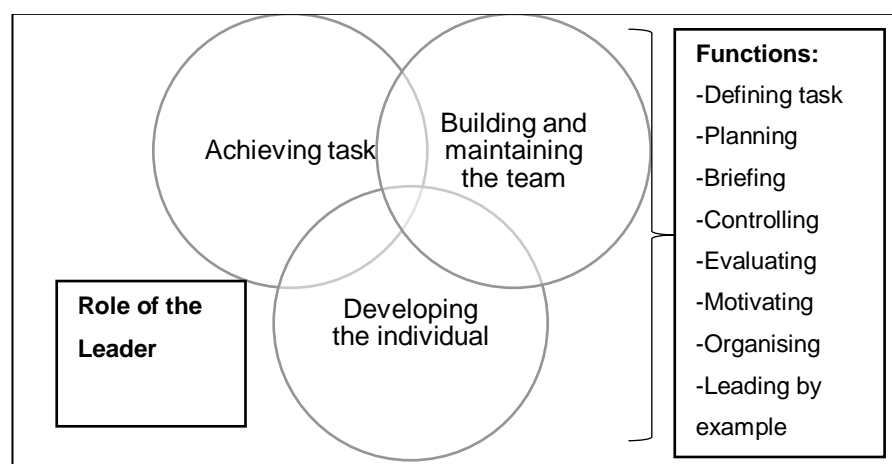 Achieving task
Building and
maintaining
the team
Developing
the individual
Role of the
Leader
Functions:
-Defining task
-Planning
-Briefing
-Controlling
-Evaluating
-Motivating
-Organising
-Leading by
example